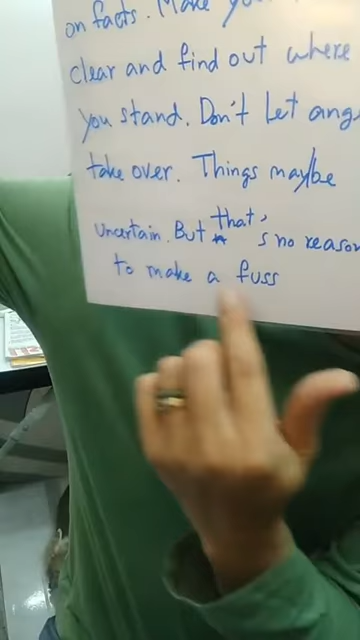 on facts. Make
clear and find out where
you stand. Don't let ang
take over. Things maybe
uncertain. But that's no reason
to make a fuss